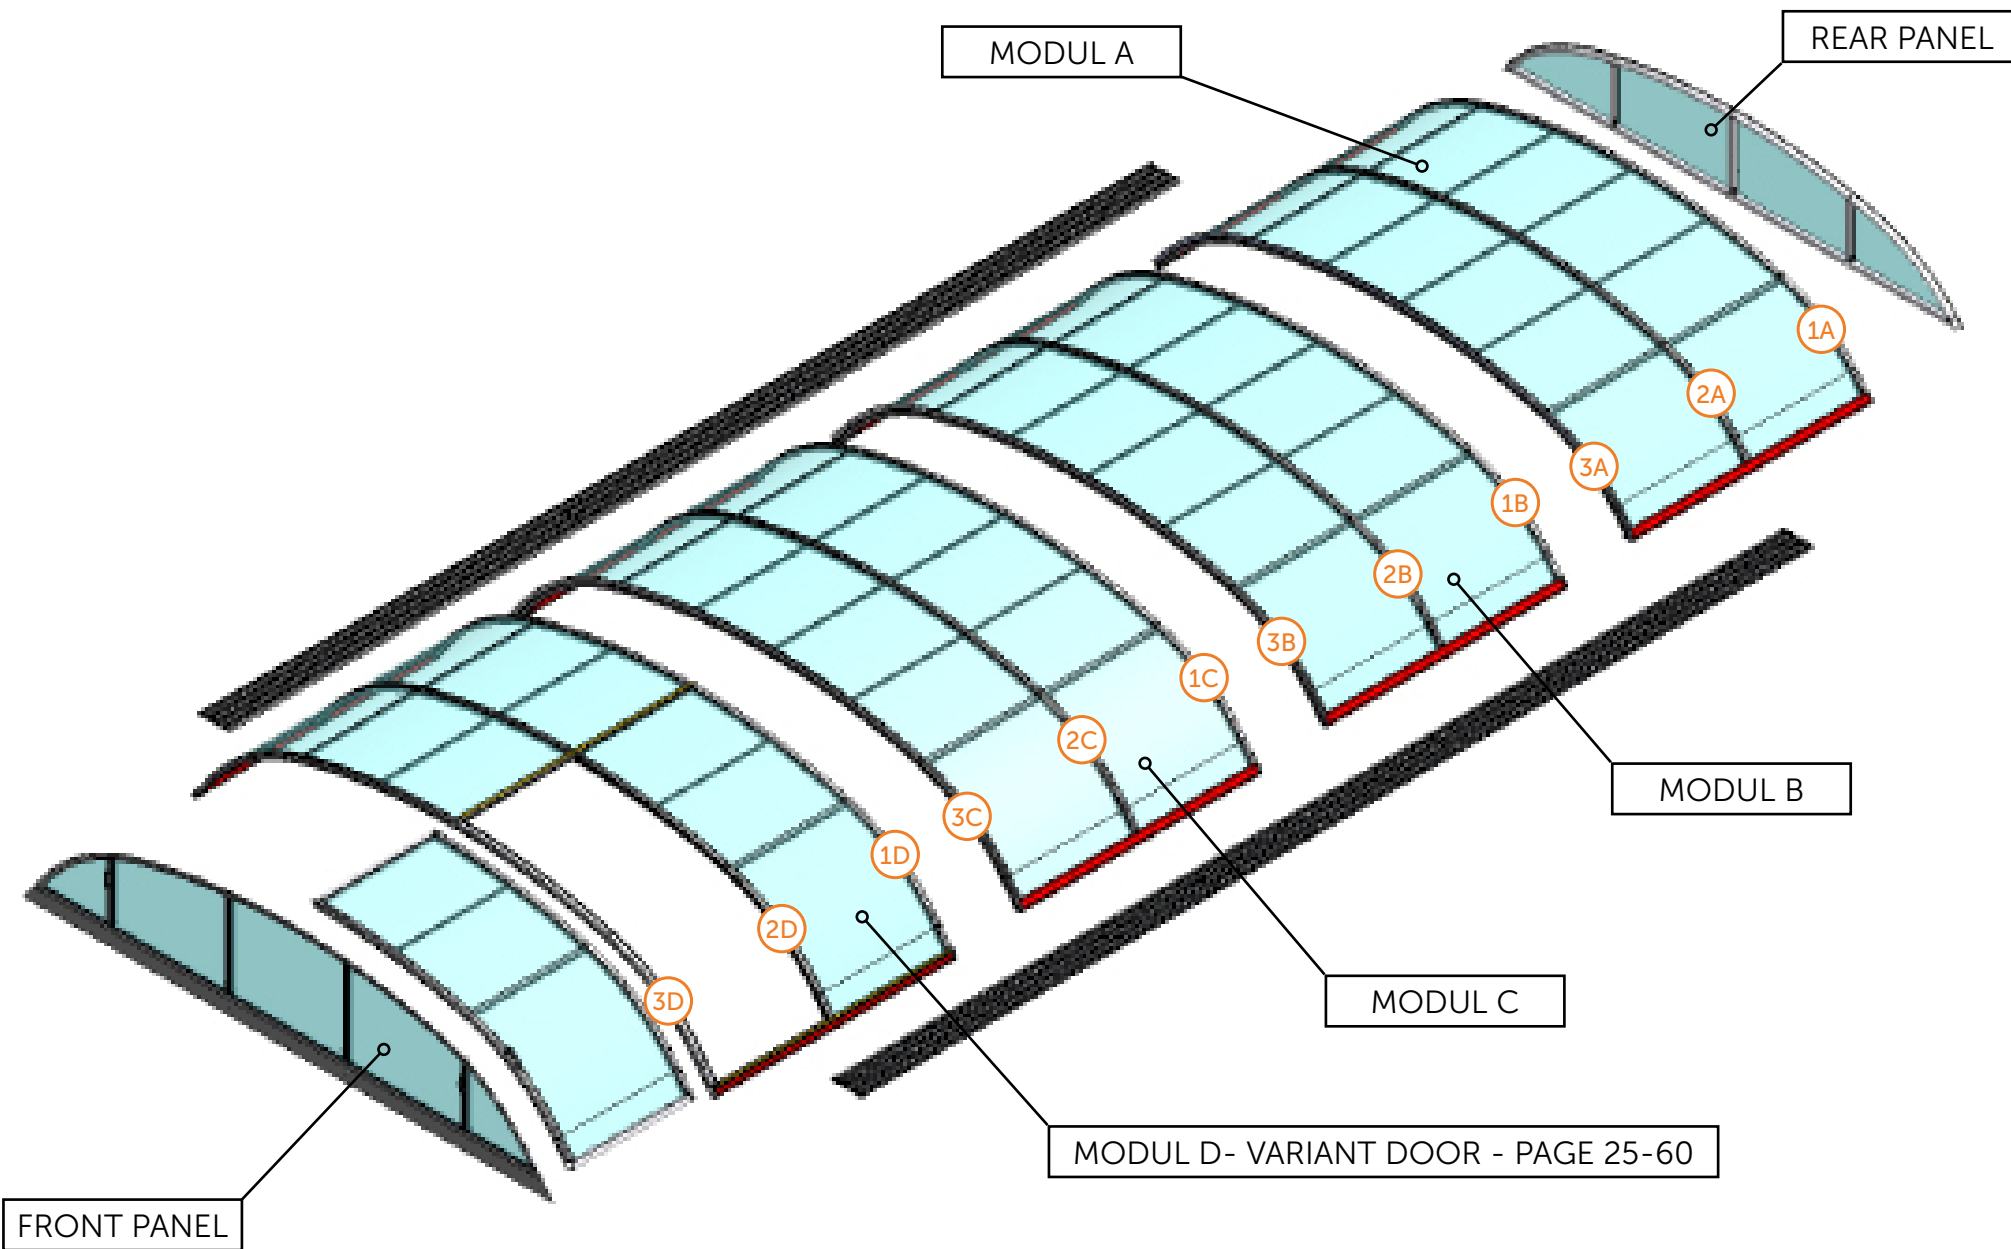 REAR PANEL
MODUL A
1A
2A
3A
1B
2B
3B
1C
2C
3C
MODUL B
1D
2D
3D
MODUL C
MODUL D- VARIANT DOOR - PAGE 25-60
FRONT PANEL